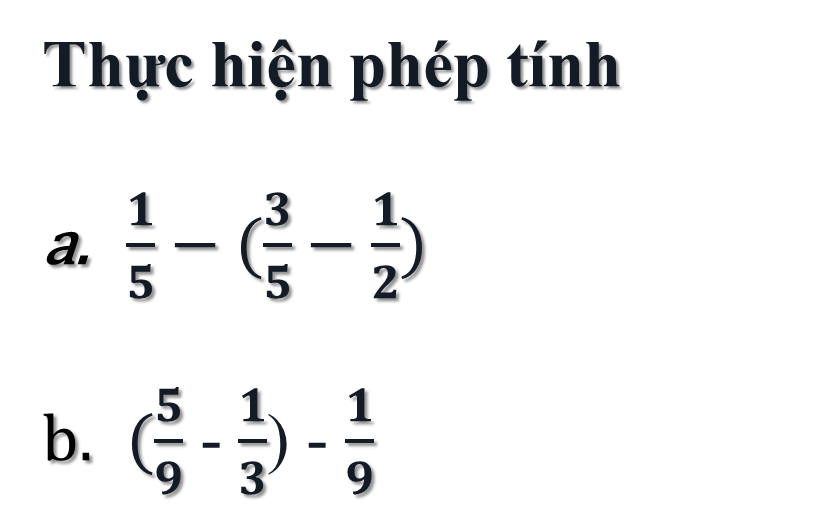 Thực hiện phép tính
a. 1/5 − (3/5 − 1/2)
b. (5/9 - 1/3) - 1/9